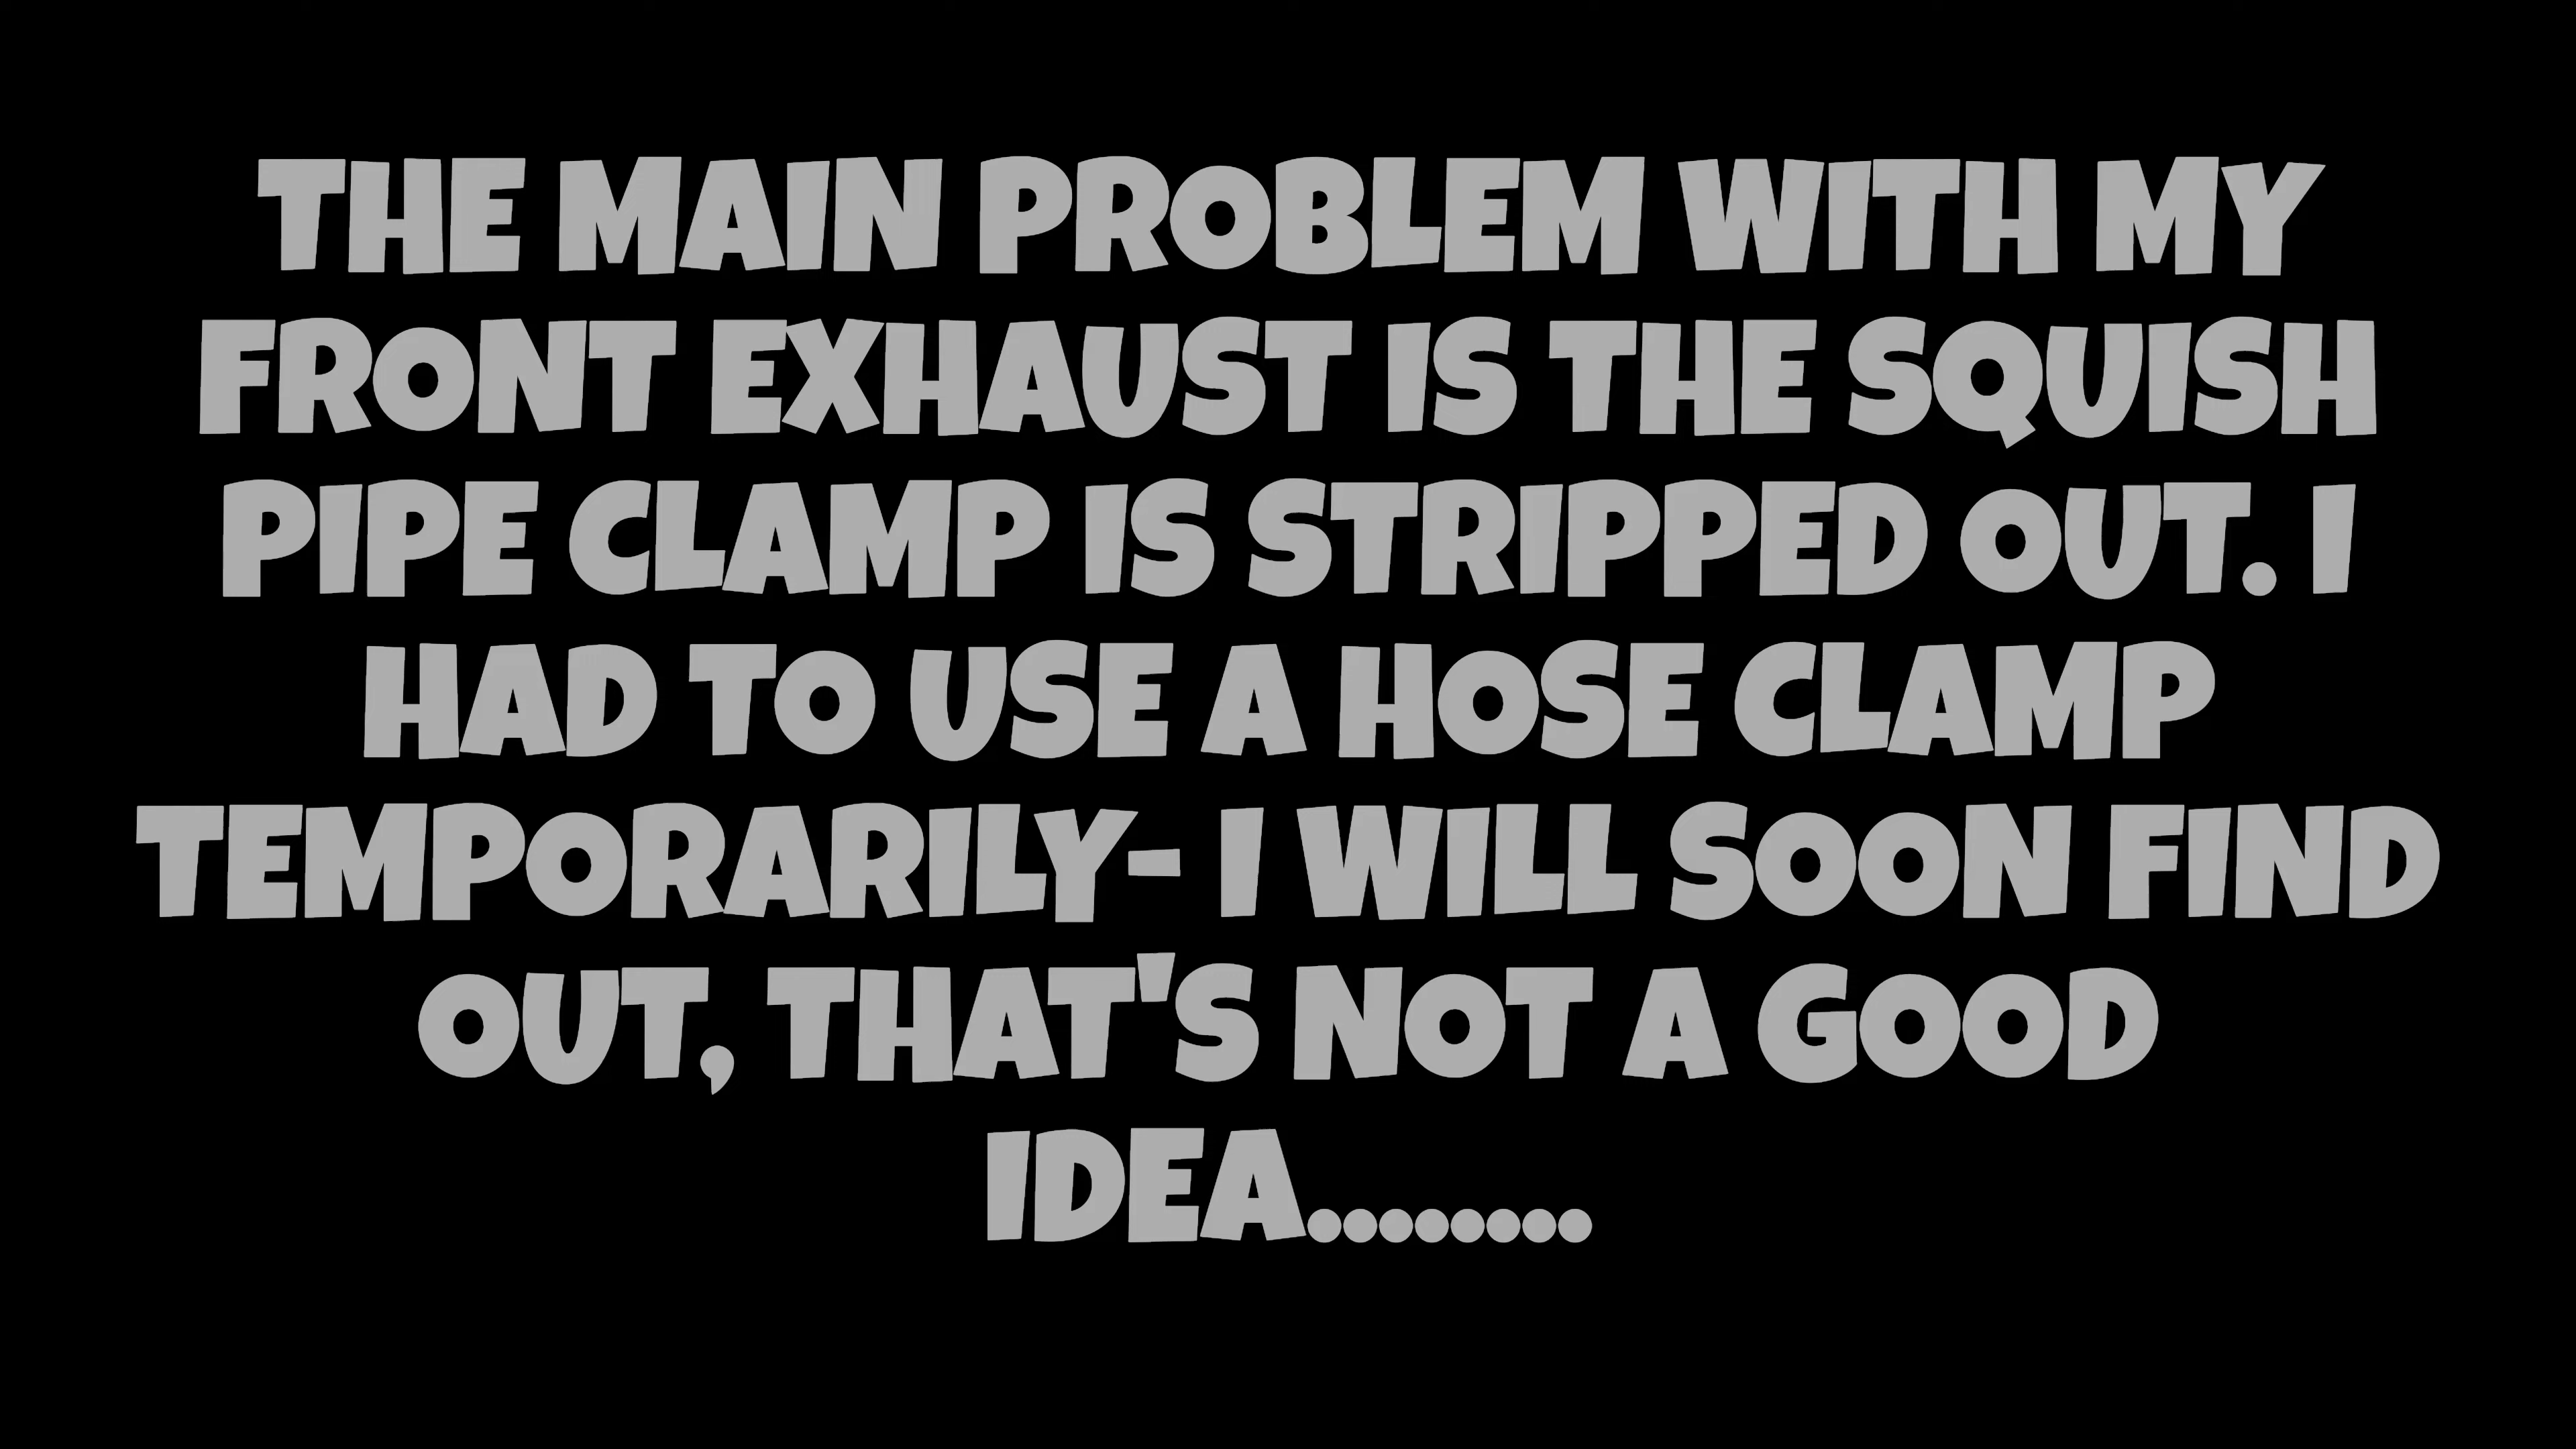 THE MAIN PROBLEM WITH MY
FRONT EXHAUST IS THE SQUISH
PIPE CLAMP IS STRIPPED OUT. I
HAD TO USE A HOSE CLAMP
TEMPORARILY- I WILL SOON FIND
OUT, THAT'S NOT A GOOD
IDEA........